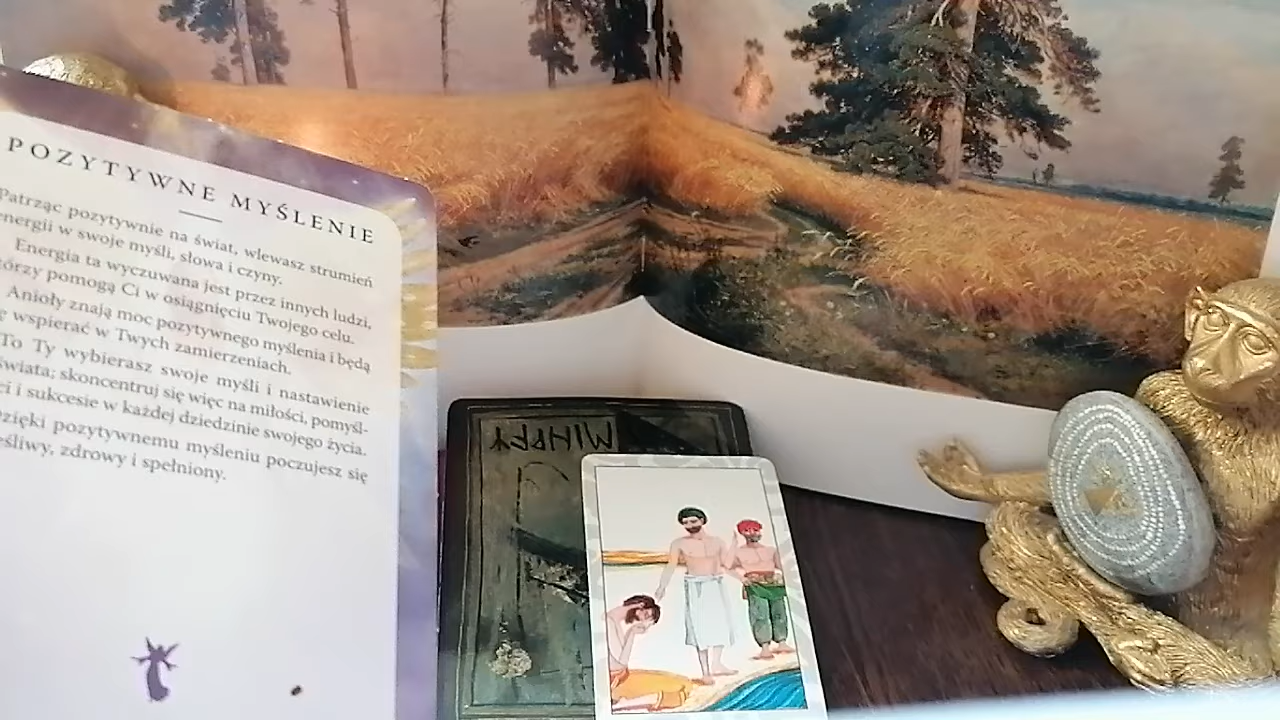 POZYTYWNE MYŚLENIE
Patrząc pozytywnie na świat, wlewasz strumień
energii w swoje myśli, słowa i czyny.
Energia ta wyczuwana jest przez innych ludzi,
tórzy pomogą Ci w osiągnięciu Twojego celu.
Anioły znają moc pozytywnego myślenia i będą
ę wspierać w Twych zamierzeniach.
To Ty wybierasz swoje myśli i nastawienie
świata; skoncentruj się więc na miłości, pomyśl-
ci i sukcesie w każdej dziedzinie swojego życia.
zięki pozytywnemu myśleniu poczujesz się
śliwy, zdrowy i spełniony.